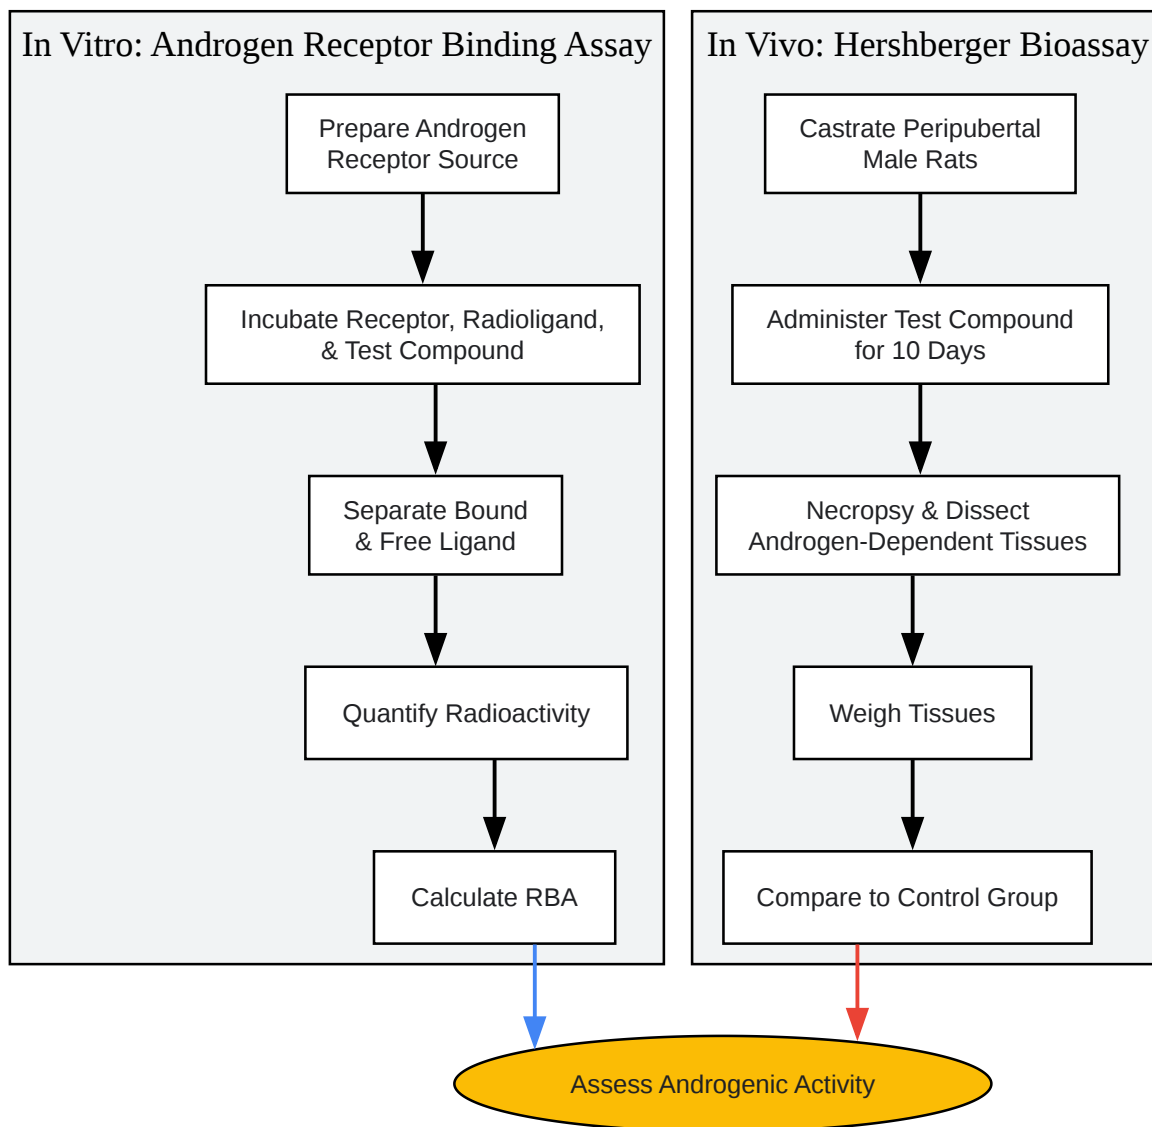 In Vitro: Androgen Receptor Binding Assay
Prepare Androgen
Receptor Source
Incubate Receptor, Radioligand,
& Test Compound
Separate Bound
& Free Ligand
Quantify Radioactivity
Calculate RBA
In Vivo: Hershberger Bioassay
Castrate Peripubertal
Male Rats
Administer Test Compound
for 10 Days
Necropsy & Dissect
Androgen-Dependent Tissues
Weigh Tissues
Compare to Control Group
Assess Androgenic Activity